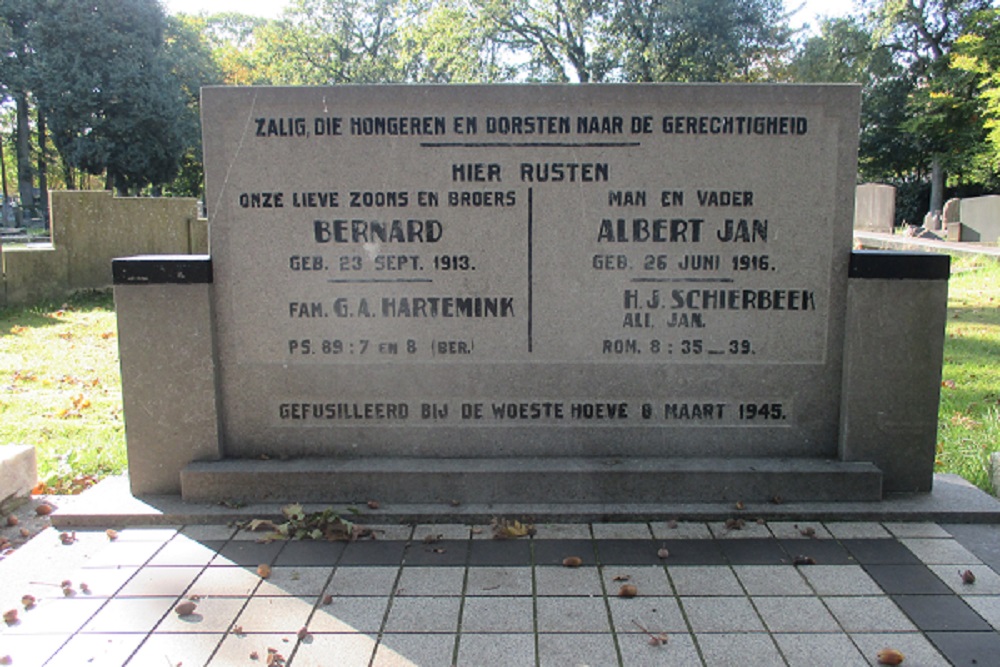 ZALIG, DIE HONGEREN EN DORSTEN NAAR DE GERECHTIGHEID
HIER RUSTEN
ONZE LIEVE ZOONS EN BROERS
BERNARD
GEB. 23 SEPT. 1913.
FAM. G. A. HARTEMINK
PS. 89 : 7 EN 8 (BER.)
MAN EN VADER
ALBERT JAN
GEB. 26 JUNI 1916.
H. J. SCHIERBEEK
ALI, JAN.
ROM. 8 : 35 — 39.
GEFUSILLEERD BIJ DE WOESTE HOEVE 8 MAART 1945.